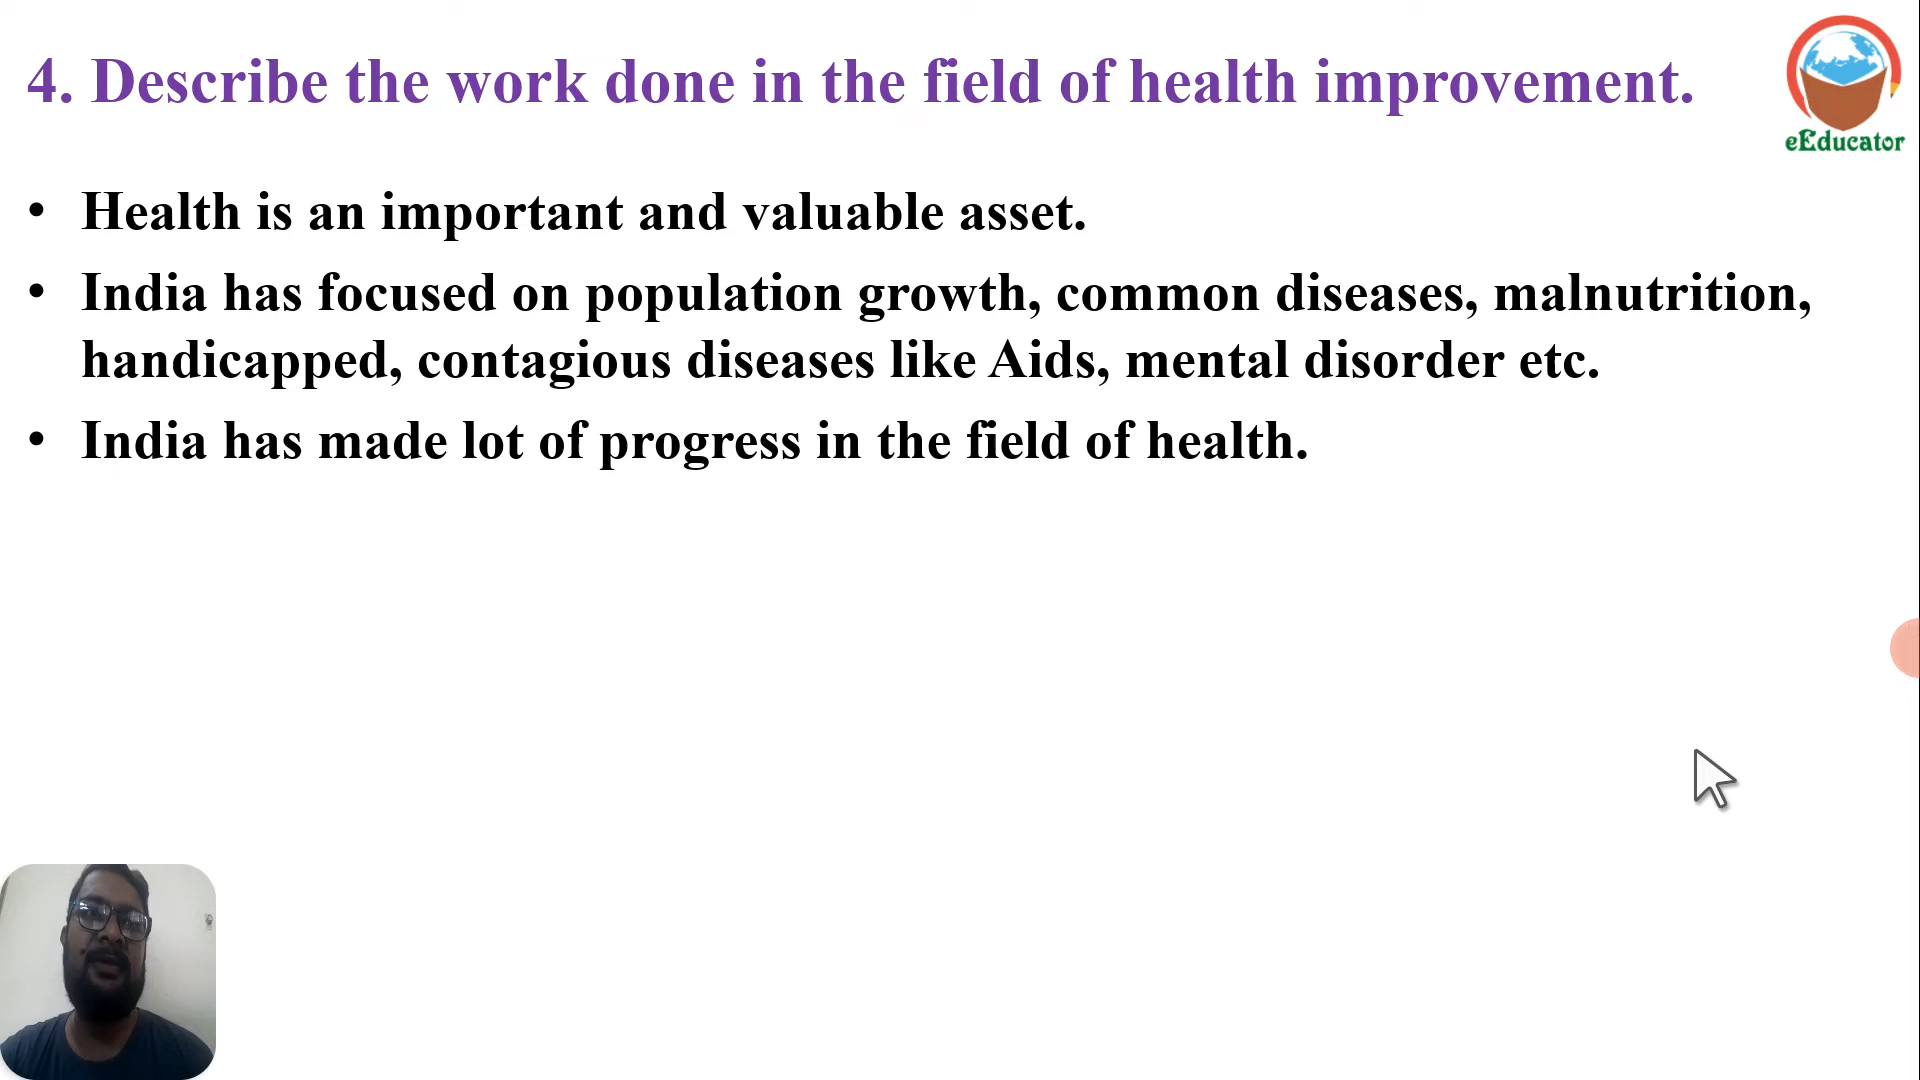 4. Describe the work done in the field of health improvement.
eEducator
• Health is an important and valuable asset.
• India has focused on population growth, common diseases, malnutrition,
handicapped, contagious diseases like Aids, mental disorder etc.
• India has made lot of progress in the field of health.